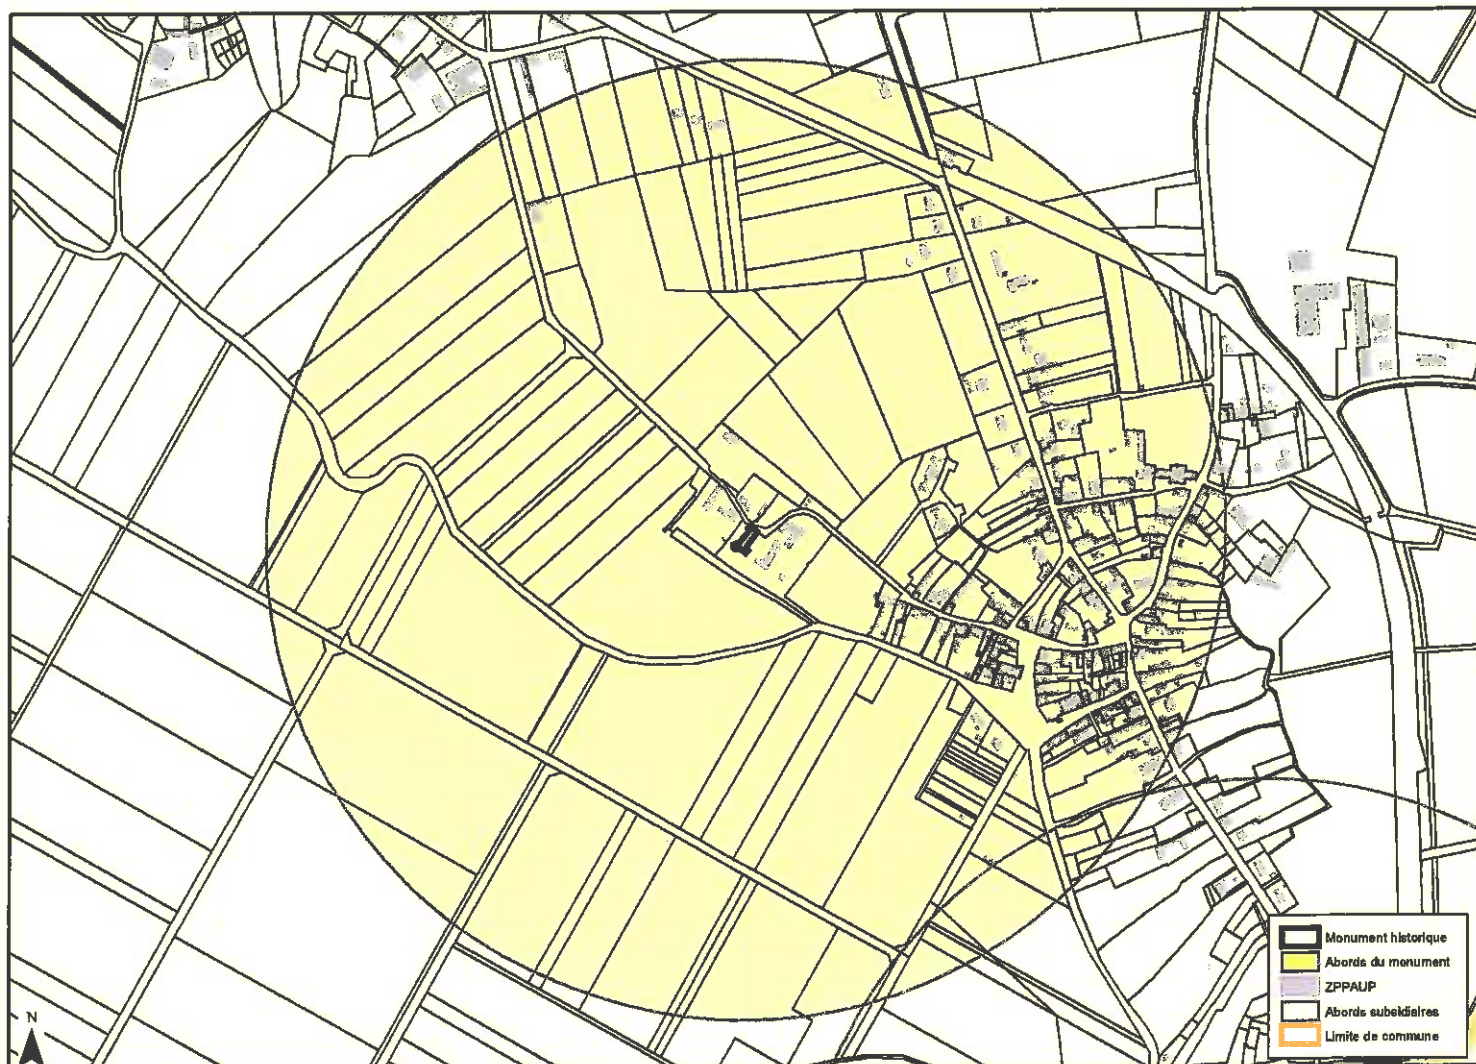 Monument historique
Abords du monument
ZPPAUP
Abords subsidiaires
Limite de commune
N